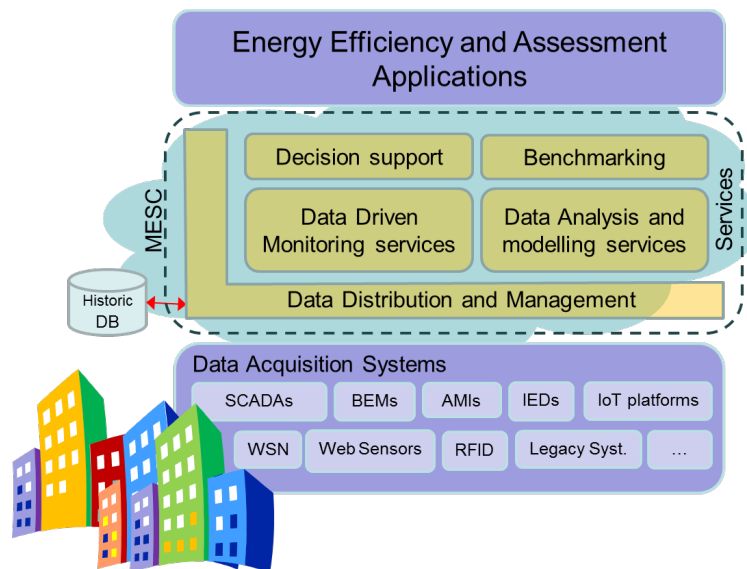 Energy Efficiency and Assessment
Applications
MESC
Services
Decision support
Benchmarking
Data Driven
Monitoring services
Data Analysis and
modelling services
Data Distribution and Management
Historic
DB
Data Acquisition Systems
SCADAs
BEMs
AMIs
IEDs
IoT platforms
WSN
Web Sensors
RFID
Legacy Syst.
...